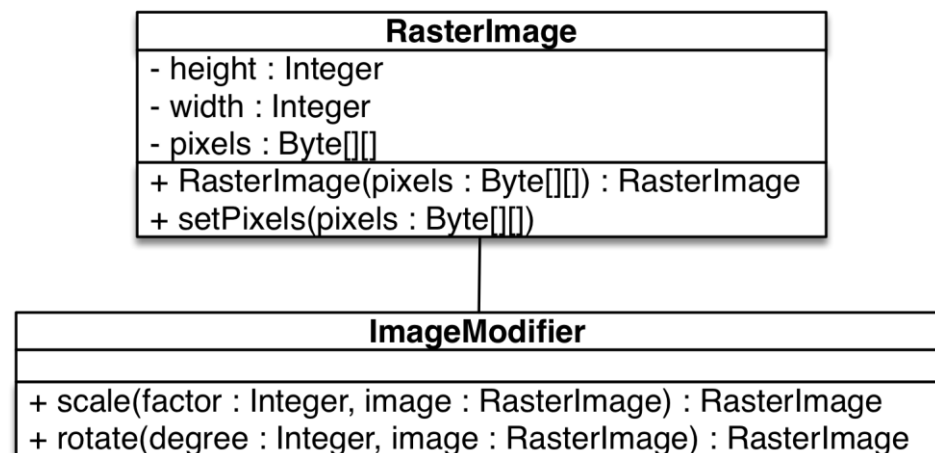 RasterImage
- height : Integer
- width : Integer
- pixels : Byte[][]
+ RasterImage(pixels : Byte[][]) : RasterImage
+ setPixels(pixels : Byte[][])
ImageModifier
+ scale(factor : Integer, image : RasterImage) : RasterImage
+ rotate(degree : Integer, image : RasterImage) : RasterImage